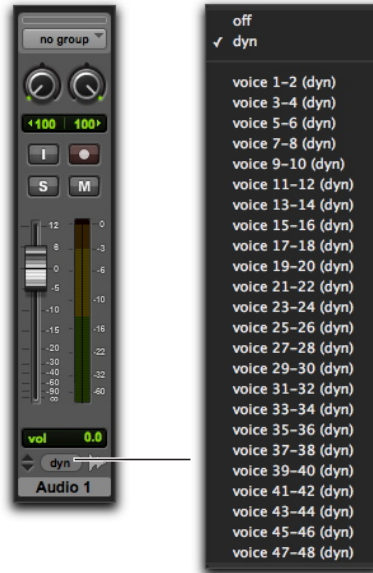 no group
◂100 100▸
I
S M
12
6
0
-5
-10
-15
-20
-30
-40
-60
-90
∞
0
-3
-6
-10
-16
-22
-32
-60
vol 0.0
dyn
Audio 1
off
✓ dyn
voice 1–2 (dyn)
voice 3–4 (dyn)
voice 5–6 (dyn)
voice 7–8 (dyn)
voice 9–10 (dyn)
voice 11–12 (dyn)
voice 13–14 (dyn)
voice 15–16 (dyn)
voice 17–18 (dyn)
voice 19–20 (dyn)
voice 21–22 (dyn)
voice 23–24 (dyn)
voice 25–26 (dyn)
voice 27–28 (dyn)
voice 29–30 (dyn)
voice 31–32 (dyn)
voice 33–34 (dyn)
voice 35–36 (dyn)
voice 37–38 (dyn)
voice 39–40 (dyn)
voice 41–42 (dyn)
voice 43–44 (dyn)
voice 45–46 (dyn)
voice 47–48 (dyn)